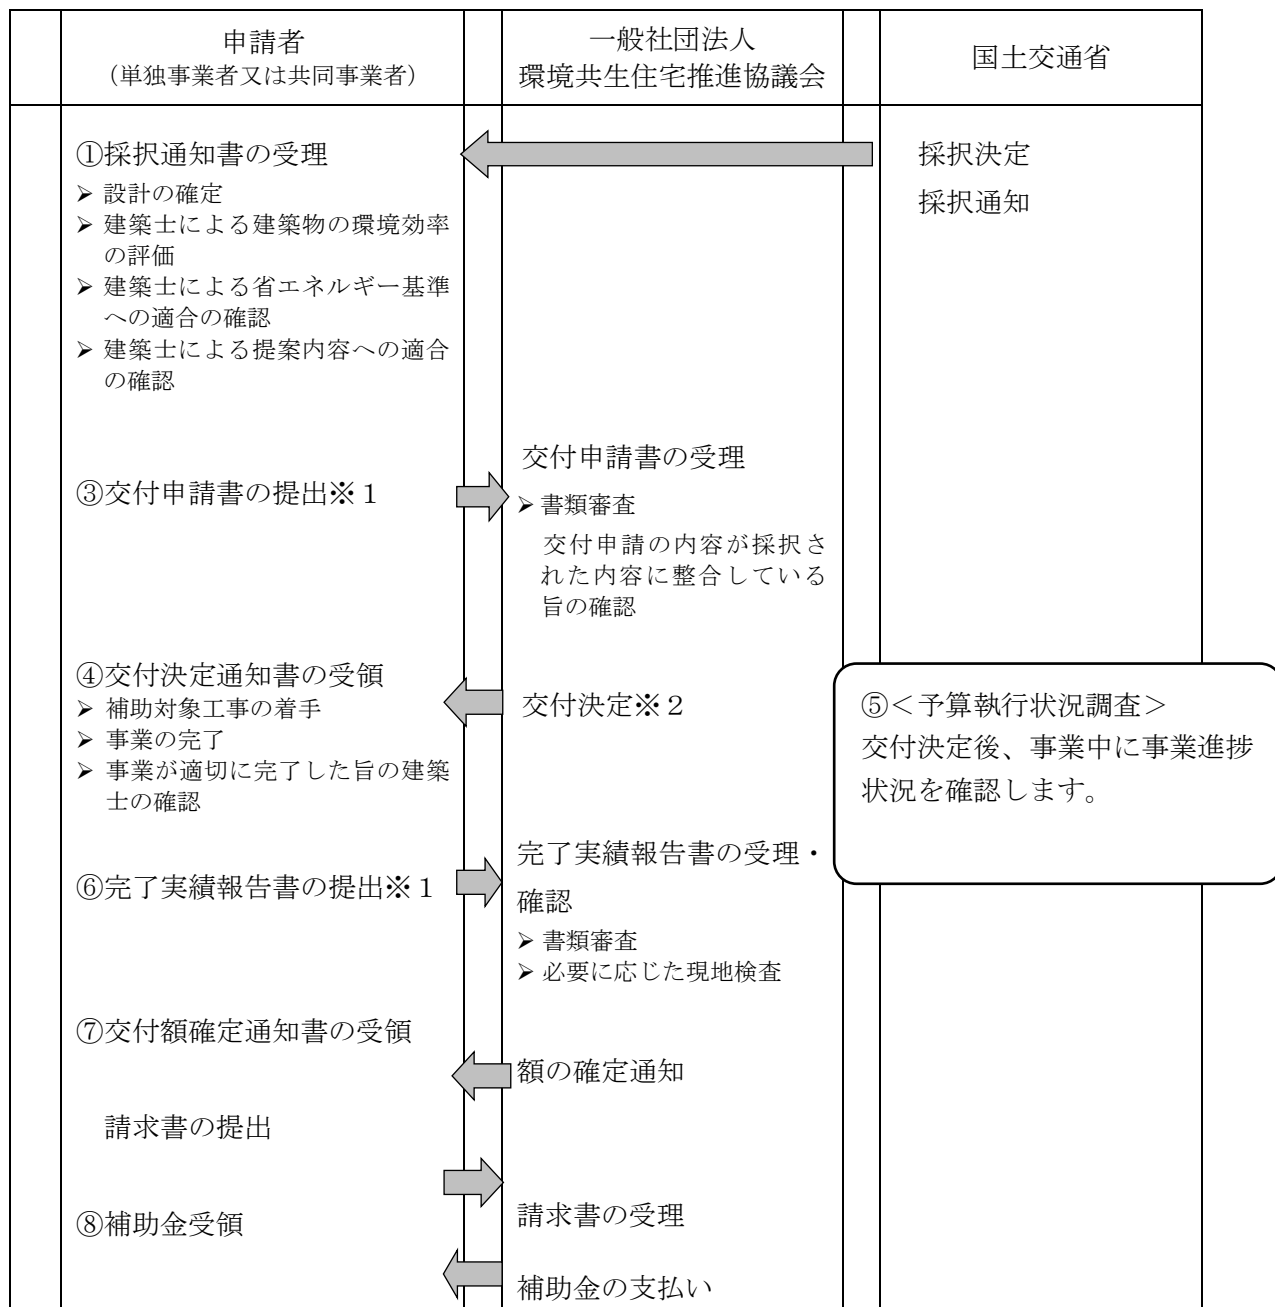 申請者
（単独事業者又は共同事業者）
一般社団法人
環境共生住宅推進協議会
国土交通省
①採択通知書の受理
➢ 設計の確定
➢ 建築士による建築物の環境効率
の評価
➢ 建築士による省エネルギー基準
への適合の確認
➢ 建築士による提案内容への適合
の確認
採択決定
採択通知
③交付申請書の提出※１
交付申請書の受理
➢ 書類審査
交付申請の内容が採択さ
れた内容に整合している
旨の確認
④交付決定通知書の受領
➢ 補助対象工事の着手
➢ 事業の完了
➢ 事業が適切に完了した旨の建築
士の確認
交付決定※２
⑤＜予算執行状況調査＞
交付決定後、事業中に事業進捗
状況を確認します。
⑥完了実績報告書の提出※１
完了実績報告書の受理・
確認
➢ 書類審査
➢ 必要に応じた現地検査
⑦交付額確定通知書の受領
額の確定通知
請求書の提出
請求書の受理
⑧補助金受領
補助金の支払い